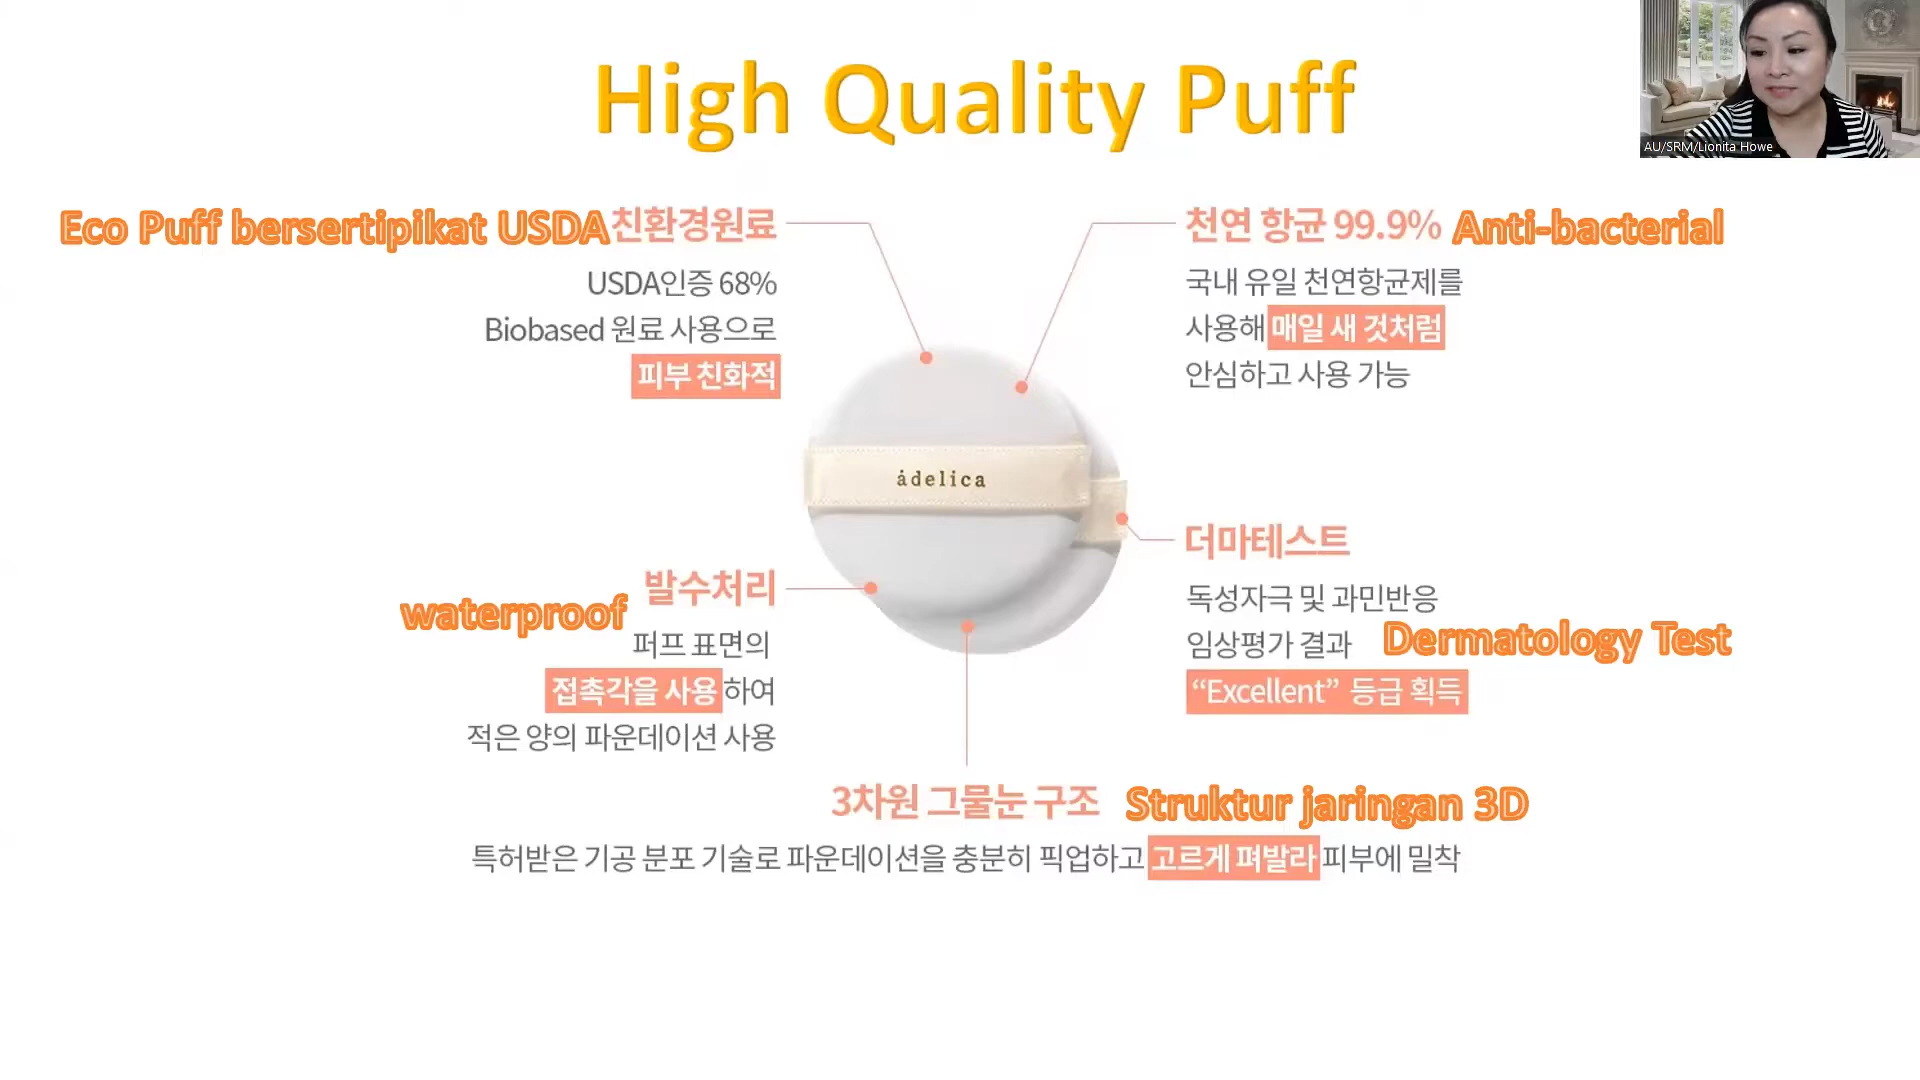 High Quality Puff
AU/SRM/Lionita Howe
Eco Puff bersertipikat USDA 친환경원료
USDA인증 68%
Biobased 원료 사용으로
피부 친화적
천연 항균 99.9% Anti-bacterial
국내 유일 천연항균제를
사용해 매일 새 것처럼
안심하고 사용 가능
ádelica
waterproof 발수처리
퍼프 표면의
접촉각을 사용하여
적은 양의 파운데이션 사용
더마테스트
독성자극 및 과민반응
임상평가 결과 Dermatology Test
“Excellent” 등급 획득
3차원 그물눈 구조 Struktur jaringan 3D
특허받은 기공 분포 기술로 파운데이션을 충분히 픽업하고 고르게 펴발라 피부에 밀착